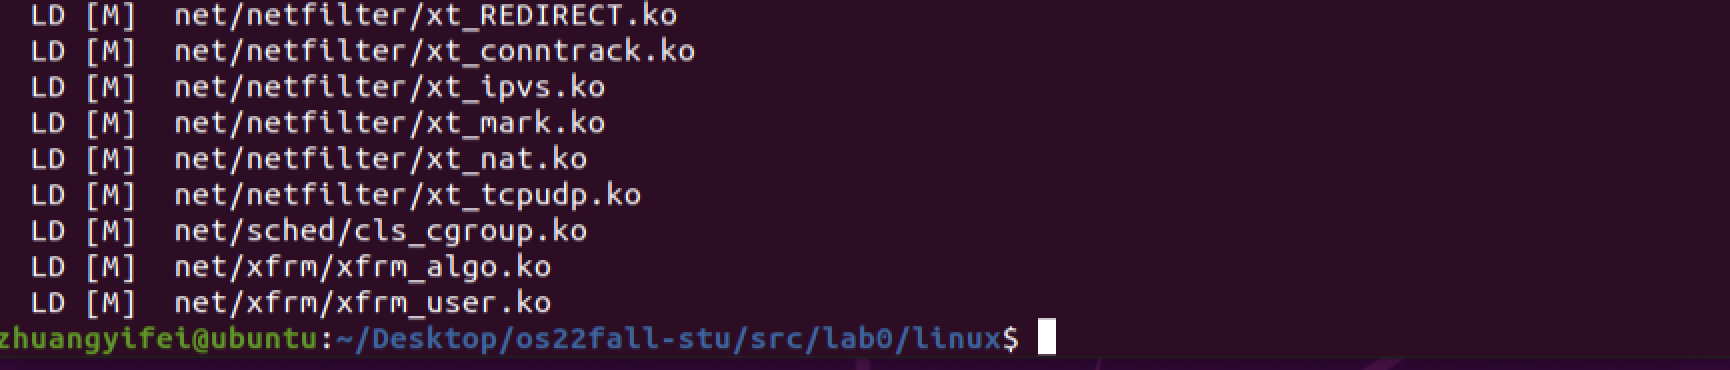 LD [M]  net/netfilter/xt_REDIRECT.ko
LD [M]  net/netfilter/xt_conntrack.ko
LD [M]  net/netfilter/xt_ipvs.ko
LD [M]  net/netfilter/xt_mark.ko
LD [M]  net/netfilter/xt_nat.ko
LD [M]  net/netfilter/xt_tcpudp.ko
LD [M]  net/sched/cls_cgroup.ko
LD [M]  net/xfrm/xfrm_algo.ko
LD [M]  net/xfrm/xfrm_user.ko
zhuangyifei@ubuntu:~/Desktop/os22fall-stu/src/lab0/linux$